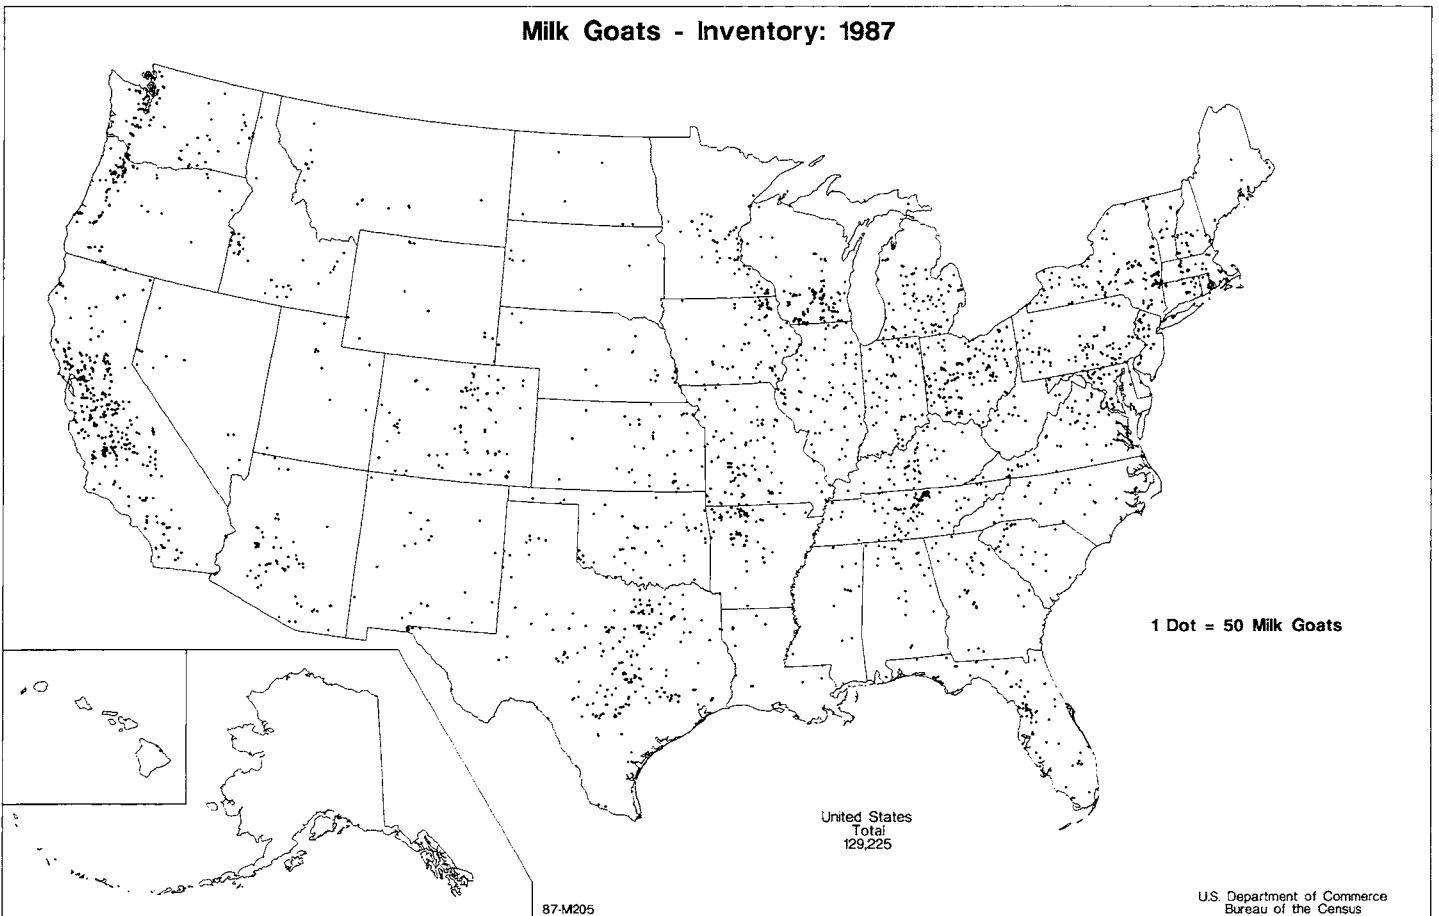 Milk Goats - Inventory: 1987
1 Dot = 50 Milk Goats
United States
Total
129,225
87-M205
U.S. Department of Commerce
Bureau of the Census